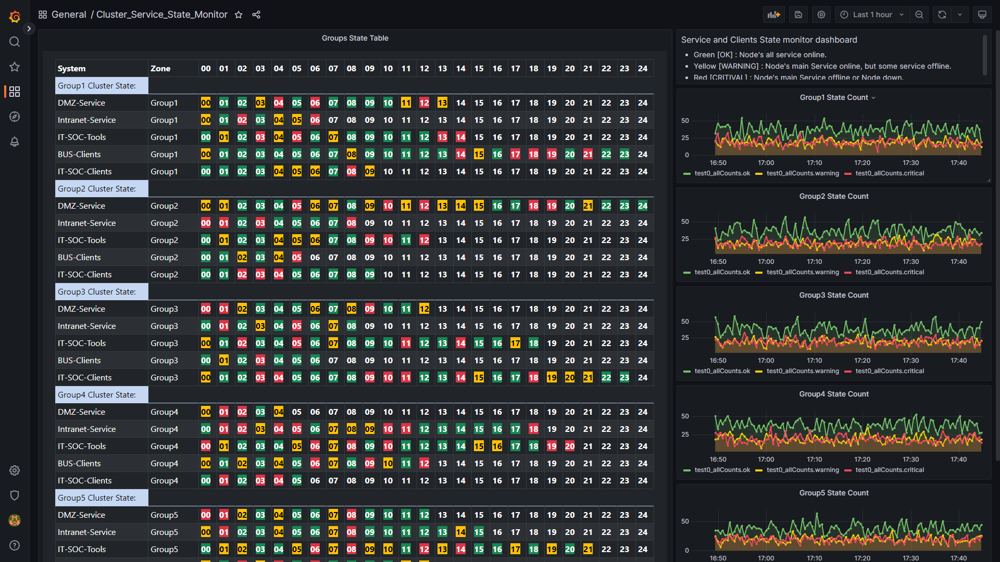 General / Cluster_Service_State_Monitor
Last 1 hour
Groups State Table
System Zone 00 01 02 03 04 05 06 07 08 09 10 11 12 13 14 15 16 17 18 19 20 21 22 23 24
Group1 Cluster State:
DMZ-Service Group1 00 01 02 03 04 05 06 07 08 09 10 11 12 13 14 15 16 17 18 19 20 21 22 23 24
Intranet-Service Group1 00 01 02 03 04 05 06 07 08 09 10 11 12 13 14 15 16 17 18 19 20 21 22 23 24
IT-SOC-Tools Group1 00 01 02 03 04 05 06 07 08 09 10 11 12 13 14 15 16 17 18 19 20 21 22 23 24
BUS-Clients Group1 00 01 02 03 04 05 06 07 08 09 10 11 12 13 14 15 16 17 18 19 20 21 22 23 24
IT-SOC-Clients Group1 00 01 02 03 04 05 06 07 08 09 10 11 12 13 14 15 16 17 18 19 20 21 22 23 24
Group2 Cluster State:
DMZ-Service Group2 00 01 02 03 04 05 06 07 08 09 10 11 12 13 14 15 16 17 18 19 20 21 22 23 24
Intranet-Service Group2 00 01 02 03 04 05 06 07 08 09 10 11 12 13 14 15 16 17 18 19 20 21 22 23 24
IT-SOC-Tools Group2 00 01 02 03 04 05 06 07 08 09 10 11 12 13 14 15 16 17 18 19 20 21 22 23 24
BUS-Clients Group2 00 01 02 03 04 05 06 07 08 09 10 11 12 13 14 15 16 17 18 19 20 21 22 23 24
IT-SOC-Clients Group2 00 01 02 03 04 05 06 07 08 09 10 11 12 13 14 15 16 17 18 19 20 21 22 23 24
Group3 Cluster State:
DMZ-Service Group3 00 01 02 03 04 05 06 07 08 09 10 11 12 13 14 15 16 17 18 19 20 21 22 23 24
Intranet-Service Group3 00 01 02 03 04 05 06 07 08 09 10 11 12 13 14 15 16 17 18 19 20 21 22 23 24
IT-SOC-Tools Group3 00 01 02 03 04 05 06 07 08 09 10 11 12 13 14 15 16 17 18 19 20 21 22 23 24
BUS-Clients Group3 00 01 02 03 04 05 06 07 08 09 10 11 12 13 14 15 16 17 18 19 20 21 22 23 24
IT-SOC-Clients Group3 00 01 02 03 04 05 06 07 08 09 10 11 12 13 14 15 16 17 18 19 20 21 22 23 24
Group4 Cluster State:
DMZ-Service Group4 00 01 02 03 04 05 06 07 08 09 10 11 12 13 14 15 16 17 18 19 20 21 22 23 24
Intranet-Service Group4 00 01 02 03 04 05 06 07 08 09 10 11 12 13 14 15 16 17 18 19 20 21 22 23 24
IT-SOC-Tools Group4 00 01 02 03 04 05 06 07 08 09 10 11 12 13 14 15 16 17 18 19 20 21 22 23 24
BUS-Clients Group4 00 01 02 03 04 05 06 07 08 09 10 11 12 13 14 15 16 17 18 19 20 21 22 23 24
IT-SOC-Clients Group4 00 01 02 03 04 05 06 07 08 09 10 11 12 13 14 15 16 17 18 19 20 21 22 23 24
Group5 Cluster State:
DMZ-Service Group5 00 01 02 03 04 05 06 07 08 09 10 11 12 13 14 15 16 17 18 19 20 21 22 23 24
Intranet-Service Group5 00 01 02 03 04 05 06 07 08 09 10 11 12 13 14 15 16 17 18 19 20 21 22 23 24
IT-SOC-Tools Group5 00 01 02 03 04 05 06 07 08 09 10 11 12 13 14 15 16 17 18 19 20 21 22 23 24
Service and Clients State monitor dashboard
• Green [OK] : Node's all service online.
• Yellow [WARNING] : Node's main Service online, but some service offline.
• Red [CRITIVAL] : Node's main Service offline or Node down.
Group1 State Count
50
25
0
16:50 17:00 17:10 17:20 17:30 17:40
test0_allCounts.ok test0_allCounts.warning test0_allCounts.critical
Group2 State Count
50
25
16:50 17:00 17:10 17:20 17:30 17:40
test0_allCounts.ok test0_allCounts.warning test0_allCounts.critical
Group3 State Count
50
25
16:50 17:00 17:10 17:20 17:30 17:40
test0_allCounts.ok test0_allCounts.warning test0_allCounts.critical
Group4 State Count
50
25
16:50 17:00 17:10 17:20 17:30 17:40
test0_allCounts.ok test0_allCounts.warning test0_allCounts.critical
Group5 State Count
50
0
16:50 17:00 17:10 17:20 17:30 17:40